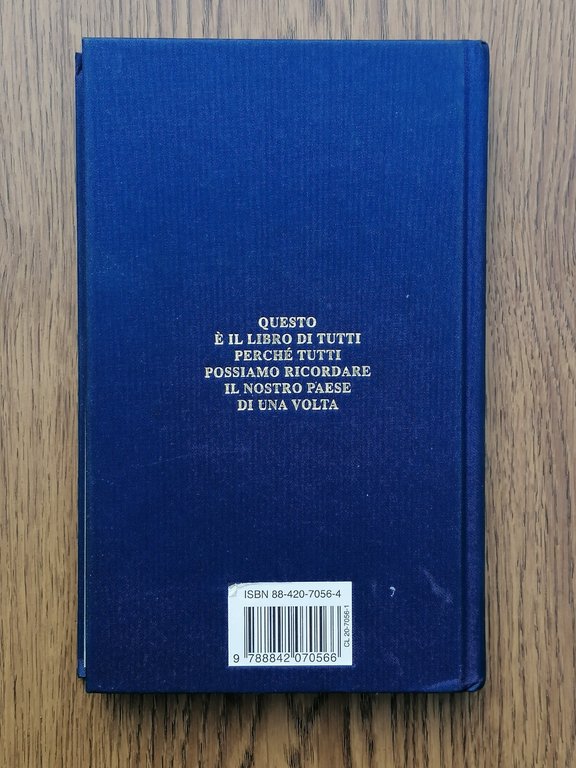 QUESTO
È IL LIBRO DI TUTTI
PERCHÉ TUTTI
POSSIAMO RICORDARE
IL NOSTRO PAESE
DI UNA VOLTA
ISBN 88-420-7056-4
CL 20-7056-1
9 788842 070566